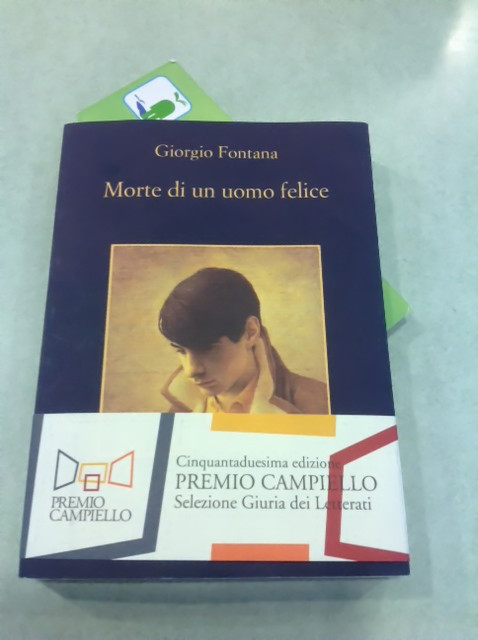 Giorgio Fontana
Morte di un uomo felice
Cinquantaduesima edizione
PREMIO CAMPIELLO
Selezione Giuria dei Letterati
PREMIO
CAMPIELLO